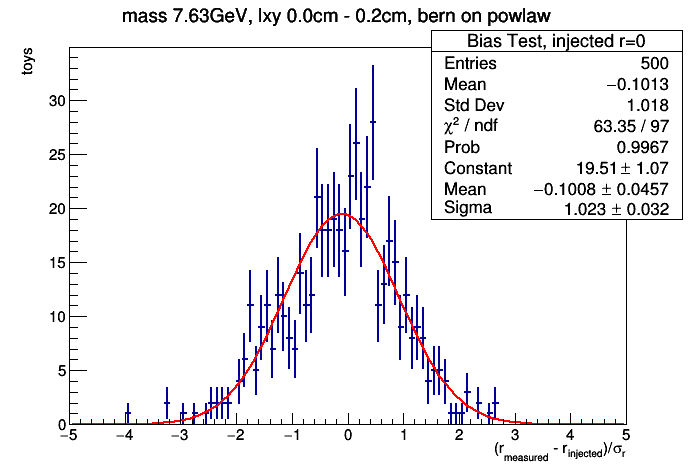 mass 7.63GeV, lxy 0.0cm - 0.2cm, bern on powlaw
Bias Test, injected r=0
Entries 500
Mean −0.1013
Std Dev 1.018
χ² / ndf 63.35 / 97
Prob 0.9967
Constant 19.51 ± 1.07
Mean −0.1008 ± 0.0457
Sigma 1.023 ± 0.032
toys
30
25
20
15
10
5
0
−5 −4 −3 −2 −1 0 1 2 3 4 5
(r_measured - r_injected)/σ_r